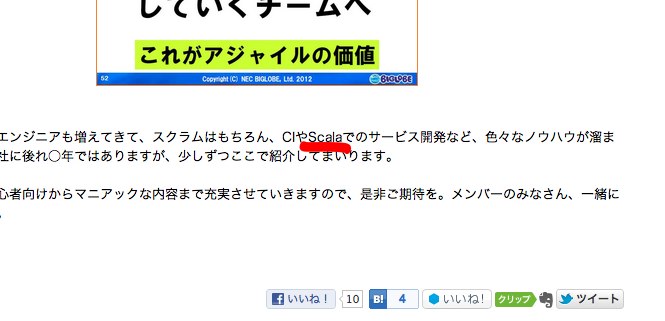 していくチームへ
これがアジャイルの価値
52 Copyright (C) NEC BIGLOBE, Ltd. 2012 BIGLOBE
エンジニアも増えてきて、スクラムはもちろん、CIやScalaでのサービス開発など、色々なノウハウが溜ま
社に後れ〇年ではありますが、少しずつここで紹介してまいります。
心者向けからマニアックな内容まで充実させていきますので、是非ご期待を。メンバーのみなさん、一緒に
いいね！ 10 B! 4 いいね! クリップ ツイート